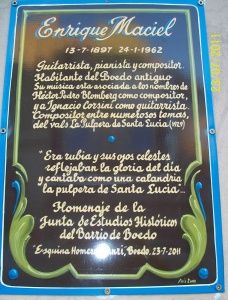 Enrique Maciel
13-7-1897 24-1-1962
Guitarrista, pianista y compositor.
Habitante del Boedo antiguo
Su música esta asociada a los nombres de
Héctor Pedro Blomberg como compositor,
y a Ignacio Corsini como guitarrista.
Compositor entre numerosos temas,
del vals La Pulpera de Santa Lucía (1929)
"Era rubia y sus ojos celestes
reflejaban la gloria del día
y cantaba como una calandria
la pulpera de Santa Lucía"...
Homenaje de la
Junta de Estudios Históricos
del Barrio de Boedo
"Esquina Homero Manzi", Boedo, 23-7-2011
23/07/2011